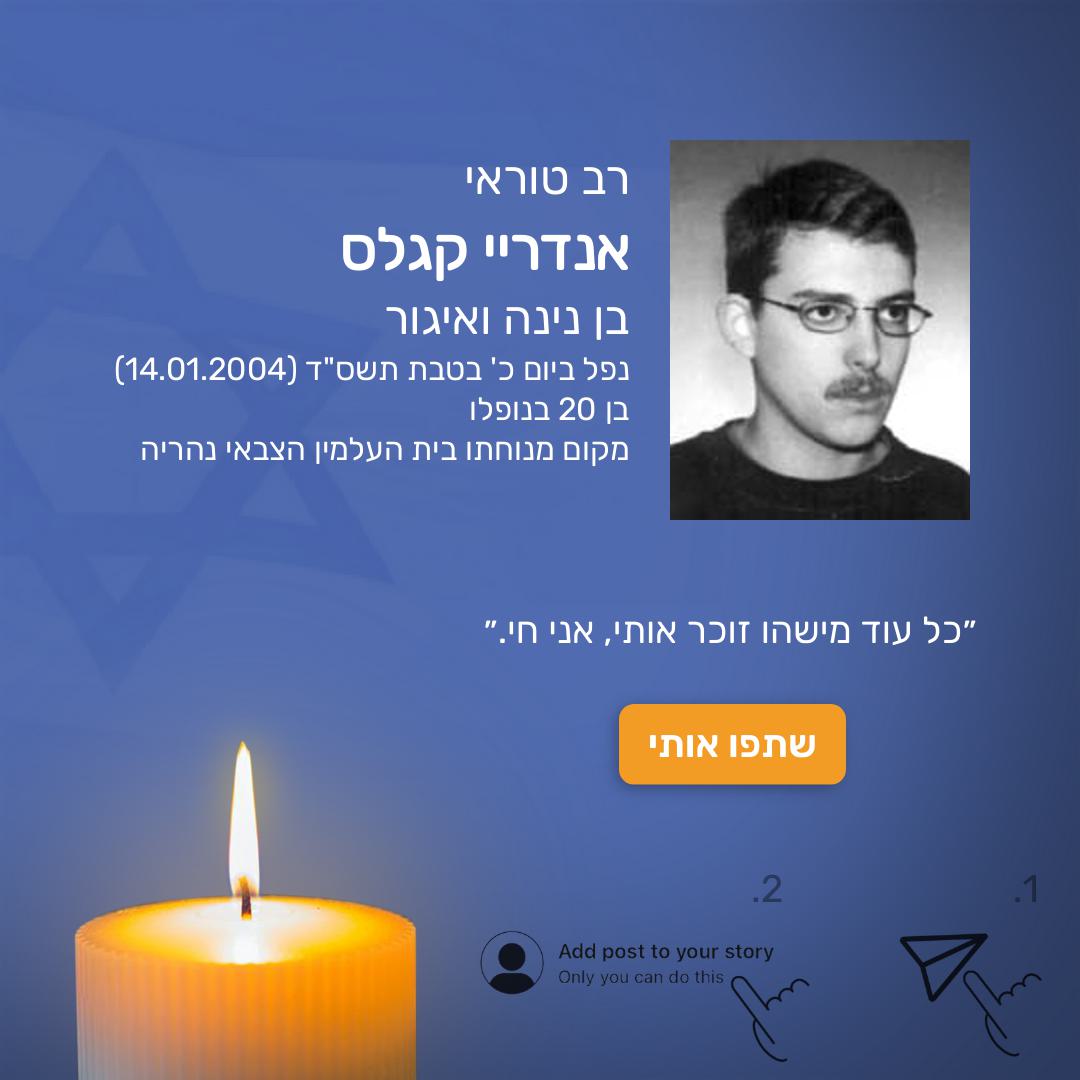 רב טוראי
אנדריי קגלס
בן נינה ואיגור
נפל ביום כ' בטבת תשס"ד (14.01.2004)
בן 20 בנופלו
מקום מנוחתו בית העלמין הצבאי נהריה
״כל עוד מישהו זוכר אותי, אני חי.״
שתפו אותי
1.
2.
Add post to your story
Only you can do this